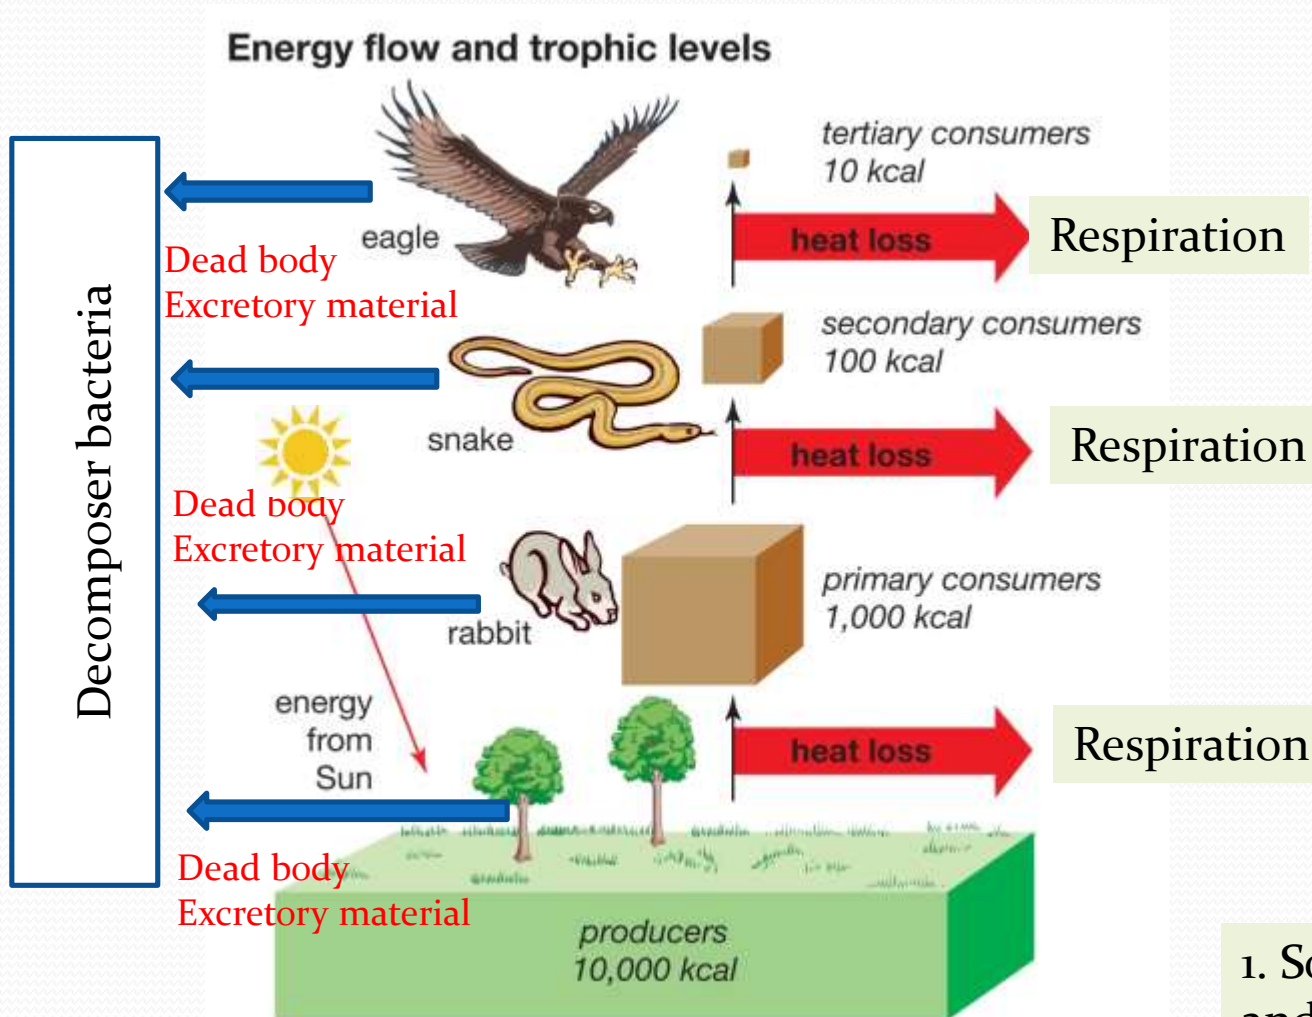 Energy flow and trophic levels
tertiary consumers
10 kcal
eagle
heat loss
Respiration
Dead body
Excretory material
Decomposer bacteria
secondary consumers
100 kcal
snake
heat loss
Respiration
Dead body
Excretory material
primary consumers
1,000 kcal
rabbit
energy
from
Sun
heat loss
Respiration
Dead body
Excretory material
producers
10,000 kcal
1.